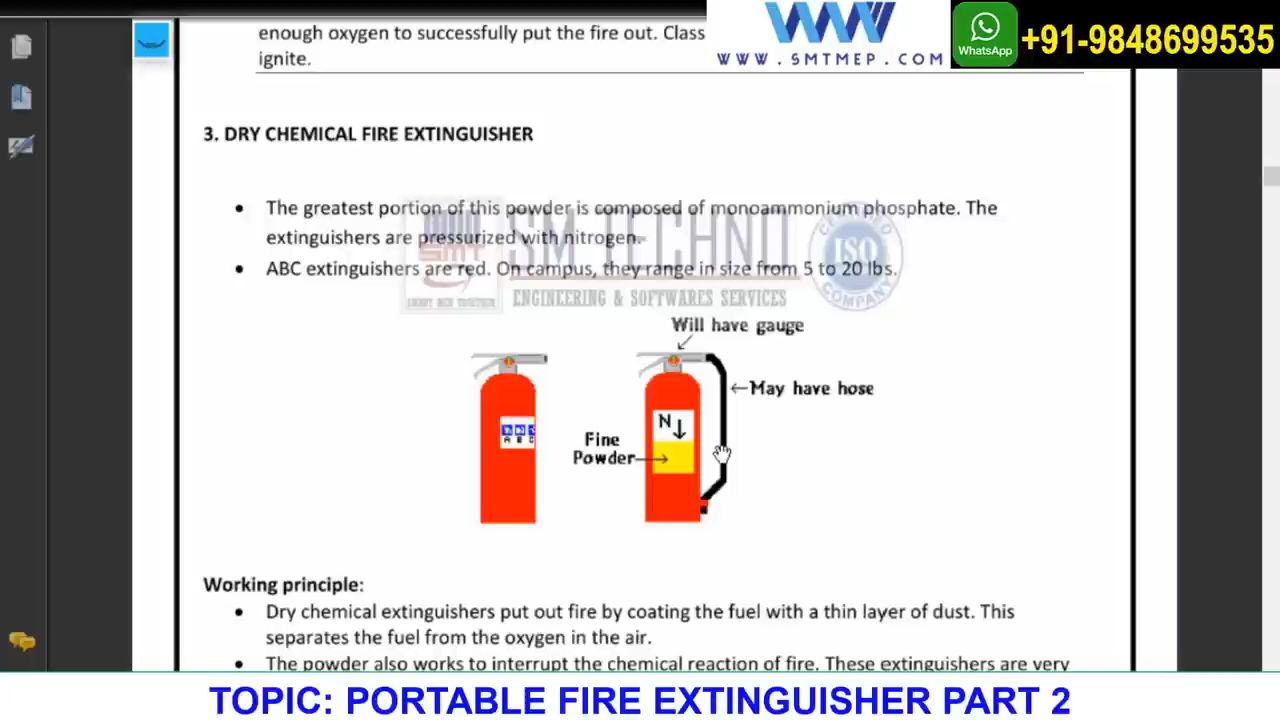 enough oxygen to successfully put the fire out. Class
ignite.
WWW.SMTMEP.COM
WhatsApp
+91-9848699535
3. DRY CHEMICAL FIRE EXTINGUISHER
• The greatest portion of this powder is composed of monoammonium phosphate. The
extinguishers are pressurized with nitrogen.
• ABC extinguishers are red. On campus, they range in size from 5 to 20 lbs.
SM TECHNO
ENGINEERING & SOFTWARES SERVICES
SMT
CERTIFIED
ISO
COMPANY
Will have gauge
May have hose
A B C
N
Fine
Powder
Working principle:
• Dry chemical extinguishers put out fire by coating the fuel with a thin layer of dust. This
separates the fuel from the oxygen in the air.
• The powder also works to interrupt the chemical reaction of fire. These extinguishers are very
TOPIC: PORTABLE FIRE EXTINGUISHER PART 2